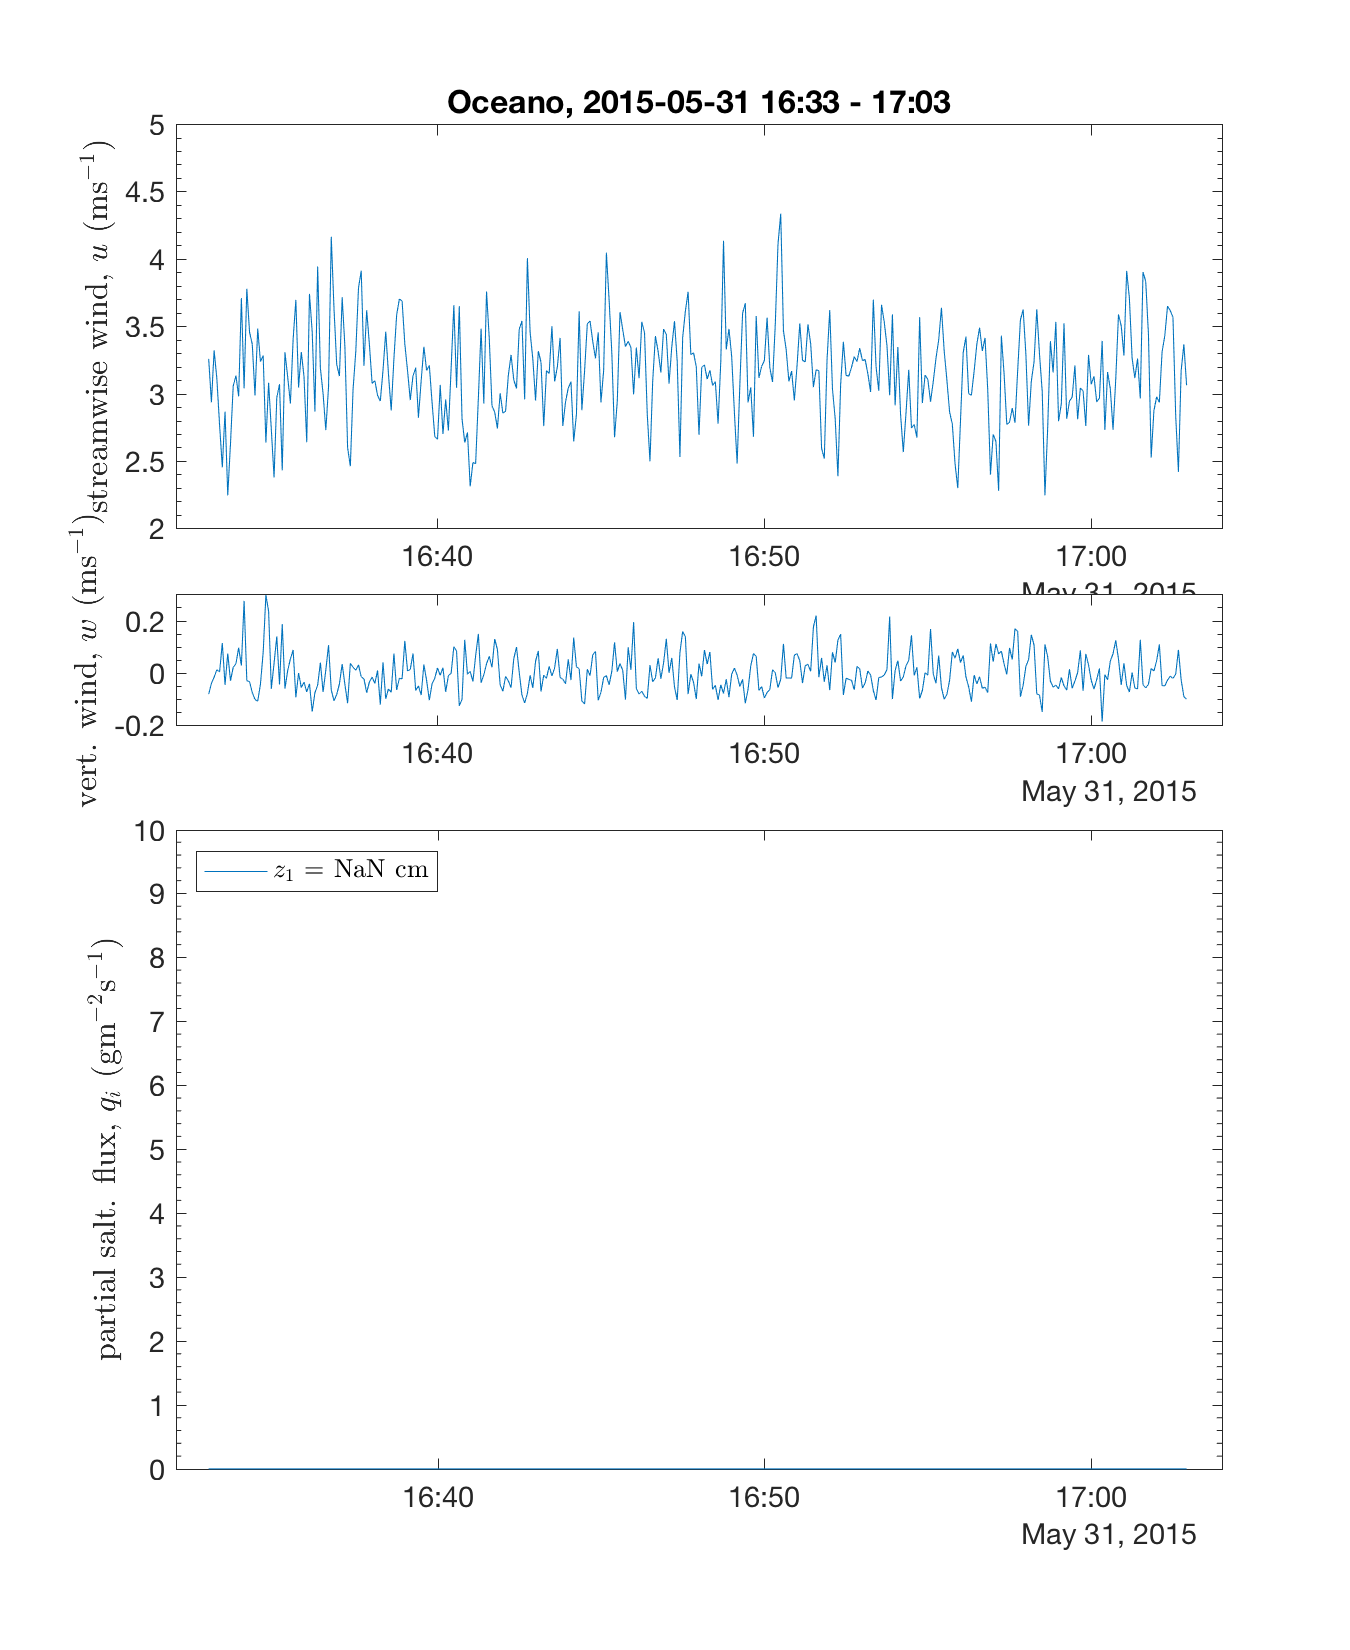 Oceano, 2015-05-31 16:33 - 17:03
streamwise wind, u (ms⁻¹)
5
4.5
4
3.5
3
2.5
2
16:40 16:50 17:00
May 31, 2015
vert. wind, w (ms⁻¹)
0.2
0
-0.2
16:40 16:50 17:00
May 31, 2015
partial salt. flux, qᵢ (gm⁻²s⁻¹)
10
9
8
7
6
5
4
3
2
1
0
z₁ = NaN cm
16:40 16:50 17:00
May 31, 2015